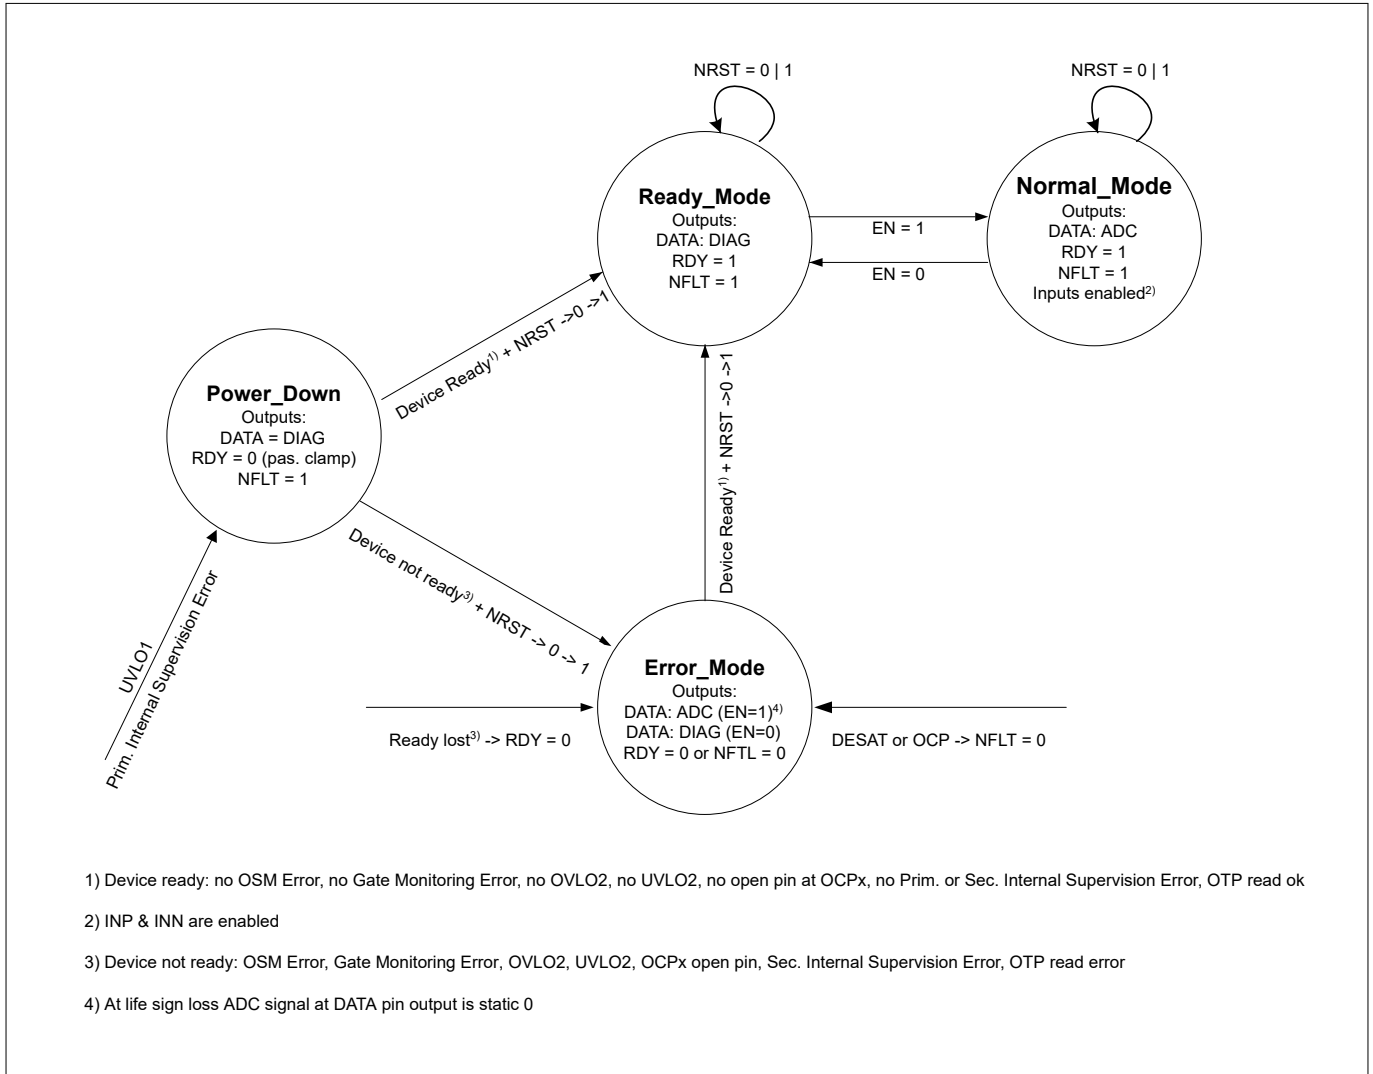 NRST = 0 | 1
NRST = 0 | 1
Ready_Mode
Outputs:
DATA: DIAG
RDY = 1
NFLT = 1
EN = 1
EN = 0
Normal_Mode
Outputs:
DATA: ADC
RDY = 1
NFLT = 1
Inputs enabled2)
Device Ready1) + NRST ->0 ->1
Power_Down
Outputs:
DATA = DIAG
RDY = 0 (pas. clamp)
NFLT = 1
Device Ready1) + NRST ->0 ->1
Device not ready3) + NRST -> 0 -> 1
UVLO1
Prim. Internal Supervision Error
Error_Mode
Outputs:
DATA: ADC (EN=1)4)
DATA: DIAG (EN=0)
RDY = 0 or NFTL = 0
Ready lost3) -> RDY = 0
DESAT or OCP -> NFLT = 0
1) Device ready: no OSM Error, no Gate Monitoring Error, no OVLO2, no UVLO2, no open pin at OCPx, no Prim. or Sec. Internal Supervision Error, OTP read ok
2) INP & INN are enabled
3) Device not ready: OSM Error, Gate Monitoring Error, OVLO2, UVLO2, OCPx open pin, Sec. Internal Supervision Error, OTP read error
4) At life sign loss ADC signal at DATA pin output is static 0